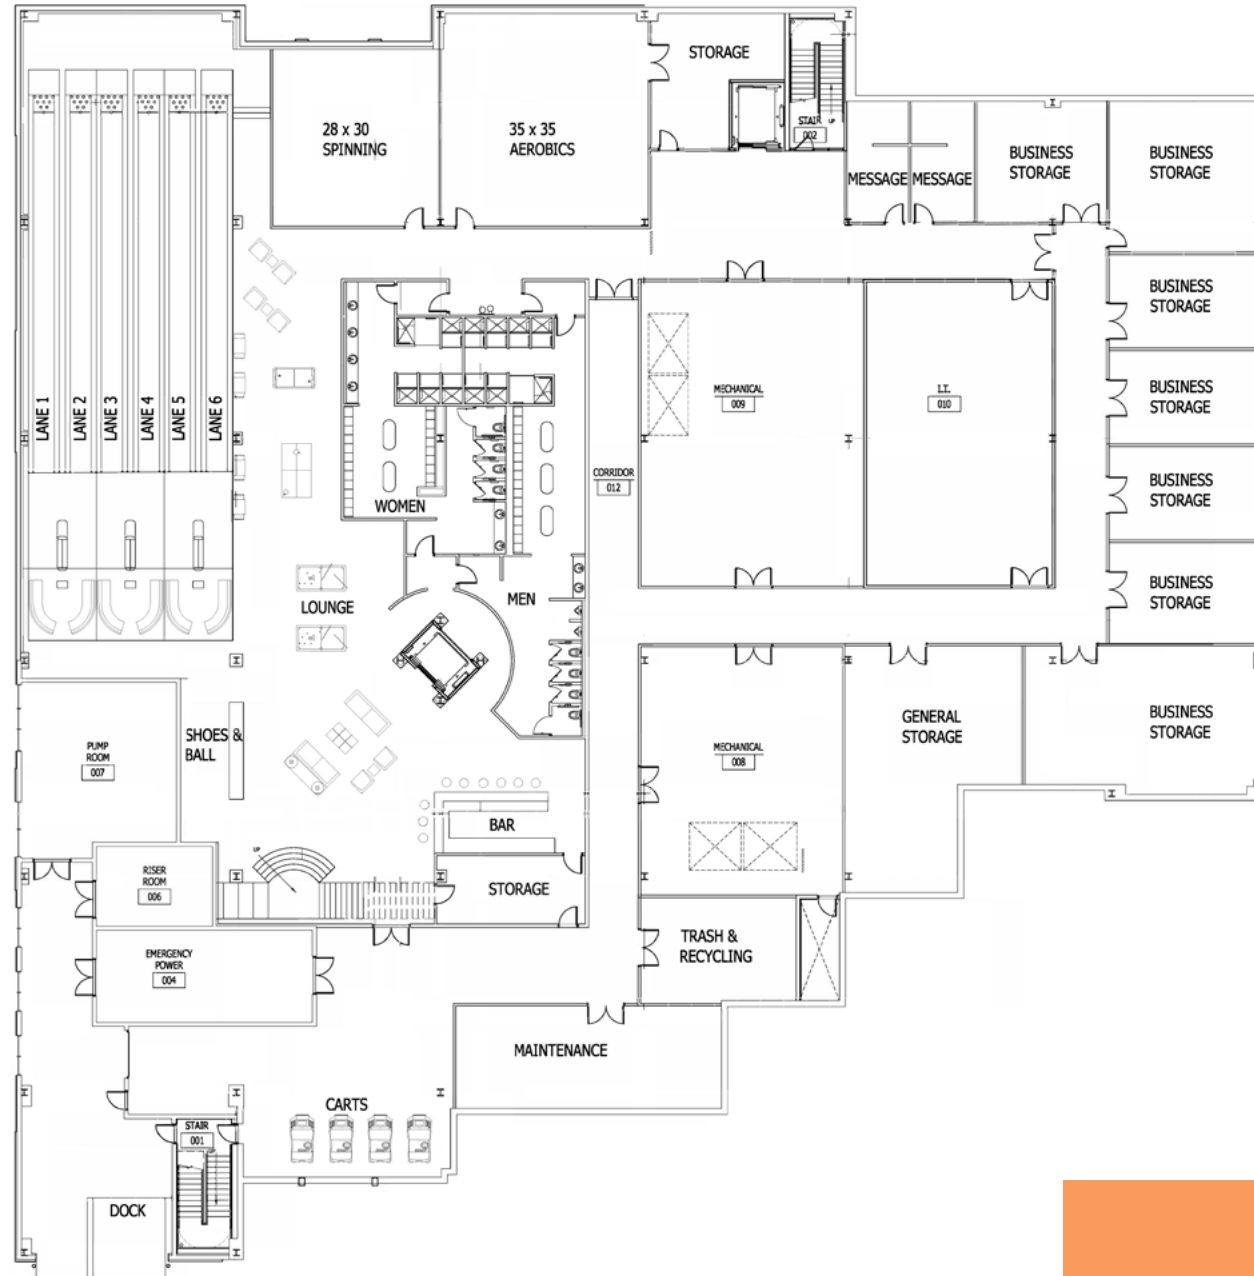 STORAGE
28 x 30
SPINNING
35 x 35
AEROBICS
STAIR UP
002
MESSAGE
MESSAGE
BUSINESS
STORAGE
BUSINESS
STORAGE
BUSINESS
STORAGE
BUSINESS
STORAGE
BUSINESS
STORAGE
BUSINESS
STORAGE
LANE 1
LANE 2
LANE 3
LANE 4
LANE 5
LANE 6
MECHANICAL
009
I.T.
010
CORRIDOR
012
WOMEN
MEN
LOUNGE
SHOES &
BALL
PUMP
ROOM
007
MECHANICAL
008
GENERAL
STORAGE
BUSINESS
STORAGE
BAR
UP
STORAGE
RISER
ROOM
006
EMERGENCY
POWER
004
TRASH &
RECYCLING
MAINTENANCE
CARTS
STAIR
001
DOCK